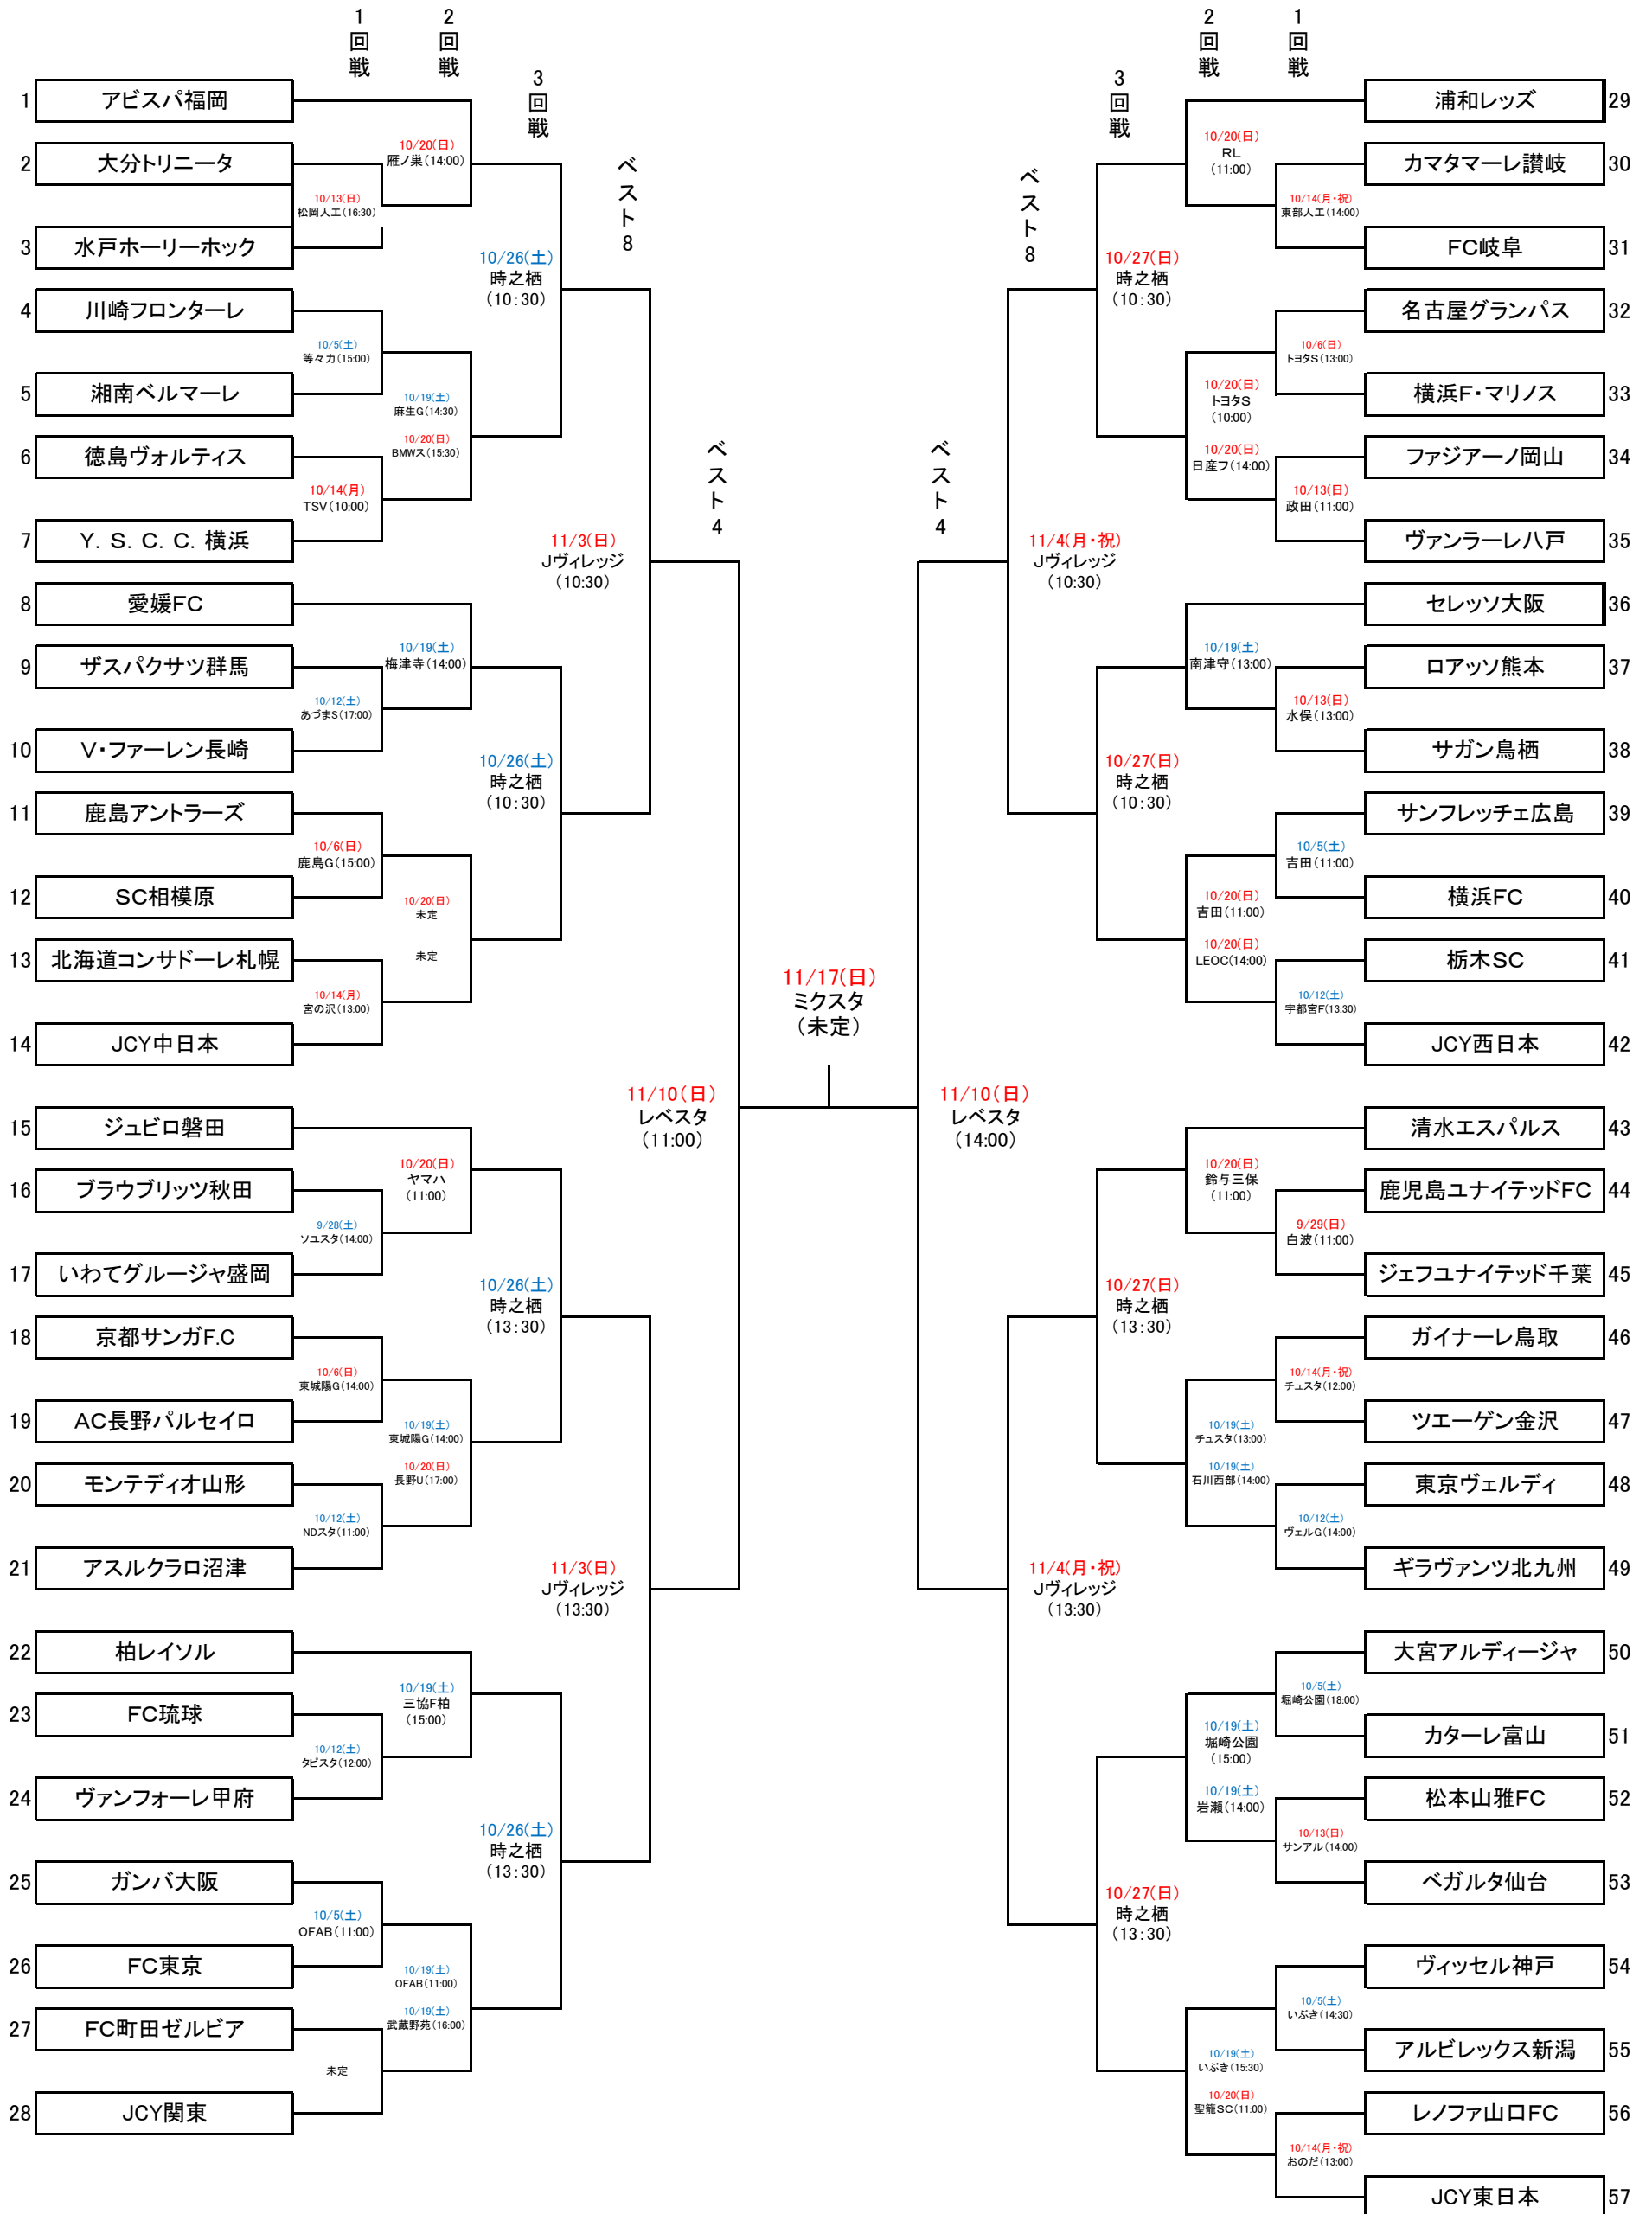 1回戦
2回戦
3回戦
ベスト8
ベスト4
1 アビスパ福岡
10/20(日)
雁ノ巣(14:00)
2 大分トリニータ
10/13(日)
松岡人工(16:30)
3 水戸ホーリーホック
10/26(土)
時之栖
(10:30)
4 川崎フロンターレ
10/5(土)
等々力(15:00)
5 湘南ベルマーレ
10/19(土)
麻生G(14:30)
10/20(日)
BMWス(15:30)
6 徳島ヴォルティス
10/14(月)
TSV(10:00)
7 Y.S.C.C.横浜
11/3(日)
Jヴィレッジ
(10:30)
8 愛媛FC
10/19(土)
梅津寺(14:00)
9 ザスパクサツ群馬
10/12(土)
あづまS(17:00)
10 V・ファーレン長崎
10/26(土)
時之栖
(10:30)
11 鹿島アントラーズ
10/6(日)
鹿島G(15:00)
12 SC相模原
10/20(日)
未定
未定
13 北海道コンサドーレ札幌
10/14(月)
宮の沢(13:00)
14 JCY中日本
11/10(日)
レベスタ
(11:00)
15 ジュビロ磐田
10/20(日)
ヤマハ
(11:00)
16 ブラウブリッツ秋田
9/28(土)
ソユスタ(14:00)
17 いわてグルージャ盛岡
10/26(土)
時之栖
(13:30)
18 京都サンガF.C
10/6(日)
東城陽G(14:00)
19 AC長野パルセイロ
10/19(土)
東城陽G(14:00)
10/20(日)
長野U(17:00)
20 モンテディオ山形
10/12(土)
NDスタ(11:00)
21 アスルクラロ沼津
11/3(日)
Jヴィレッジ
(13:30)
22 柏レイソル
10/19(土)
三協F柏
(15:00)
23 FC琉球
10/12(土)
タピスタ(12:00)
24 ヴァンフォーレ甲府
10/26(土)
時之栖
(13:30)
25 ガンバ大阪
10/5(土)
OFAB(11:00)
26 FC東京
10/19(土)
OFAB(11:00)
10/19(土)
武蔵野苑(16:00)
27 FC町田ゼルビア
未定
28 JCY関東
11/17(日)
ミクスタ
(未定)
3回戦
2回戦
1回戦
ベスト8
ベスト4
浦和レッズ 29
10/20(日)
RL
(11:00)
カマタマーレ讃岐 30
10/14(月・祝)
東部人工(14:00)
FC岐阜 31
10/27(日)
時之栖
(10:30)
名古屋グランパス 32
10/6(日)
トヨタS(13:00)
横浜F・マリノス 33
10/20(日)
トヨタS
(10:00)
10/20(日)
日産フ(14:00)
ファジアーノ岡山 34
10/13(日)
政田(11:00)
ヴァンラーレ八戸 35
11/4(月・祝)
Jヴィレッジ
(10:30)
セレッソ大阪 36
10/19(土)
南津守(13:00)
ロアッソ熊本 37
10/13(日)
水俣(13:00)
サガン鳥栖 38
10/27(日)
時之栖
(10:30)
サンフレッチェ広島 39
10/5(土)
吉田(11:00)
横浜FC 40
10/20(日)
吉田(11:00)
10/20(日)
LEOC(14:00)
栃木SC 41
10/12(土)
宇都宮F(13:30)
JCY西日本 42
11/10(日)
レベスタ
(14:00)
清水エスパルス 43
10/20(日)
鈴与三保
(11:00)
鹿児島ユナイテッドFC 44
9/29(日)
白波(11:00)
ジェフユナイテッド千葉 45
10/27(日)
時之栖
(13:30)
ガイナーレ鳥取 46
10/14(月・祝)
チュスタ(12:00)
ツエーゲン金沢 47
10/19(土)
チュスタ(13:00)
10/19(土)
石川西部(14:00)
東京ヴェルディ 48
10/12(土)
ヴェルG(14:00)
ギラヴァンツ北九州 49
11/4(月・祝)
Jヴィレッジ
(13:30)
大宮アルディージャ 50
10/5(土)
堀崎公園(18:00)
カターレ富山 51
10/19(土)
堀崎公園
(15:00)
10/19(土)
岩瀬(14:00)
松本山雅FC 52
10/13(日)
サンアル(14:00)
ベガルタ仙台 53
10/27(日)
時之栖
(13:30)
ヴィッセル神戸 54
10/5(土)
いぶき(14:30)
アルビレックス新潟 55
10/19(土)
いぶき(15:30)
10/20(日)
聖籠SC(11:00)
レノファ山口FC 56
10/14(月・祝)
おのだ(13:00)
JCY東日本 57